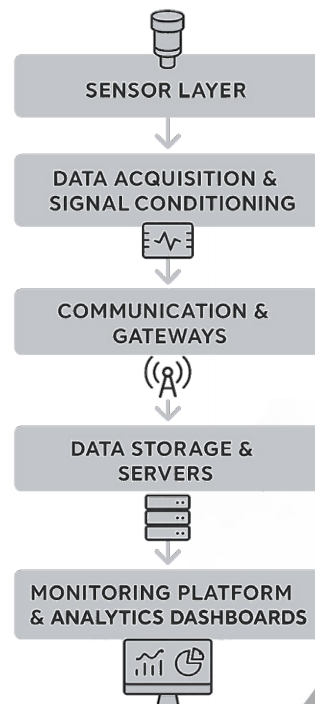 SENSOR LAYER
DATA ACQUISITION &
SIGNAL CONDITIONING
COMMUNICATION &
GATEWAYS
DATA STORAGE &
SERVERS
MONITORING PLATFORM
& ANALYTICS DASHBOARDS